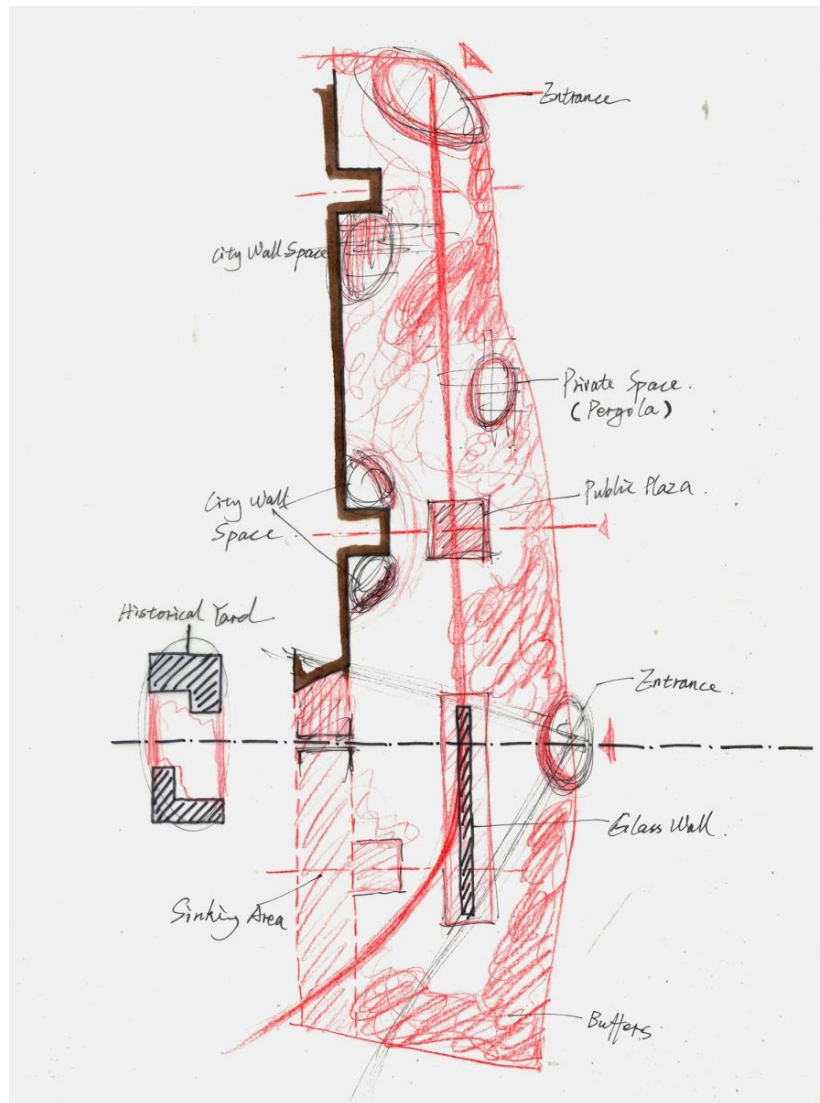 Entrance
City Wall Space
Private Space.
(Pergola)
Public Plaza.
City Wall
Space.
Historical Yard
Entrance.
Glass Wall.
Sinking Area
Buffers